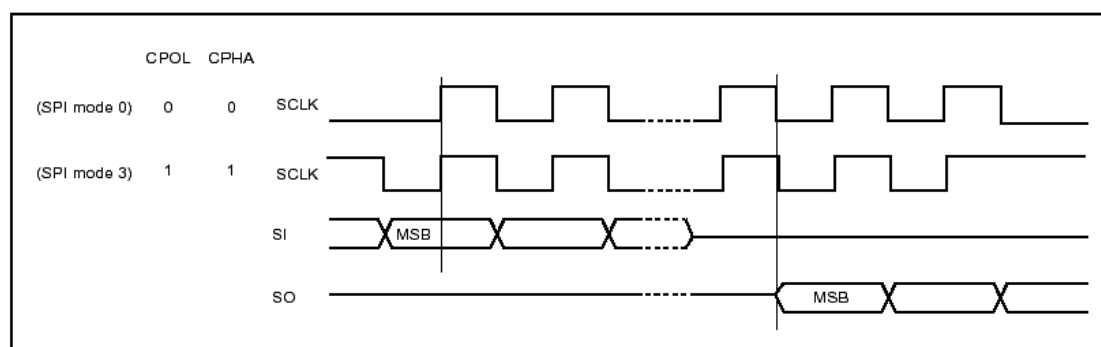 CPOL CPHA
(SPI mode 0) 0 0 SCLK
(SPI mode 3) 1 1 SCLK
SI MSB
SO MSB